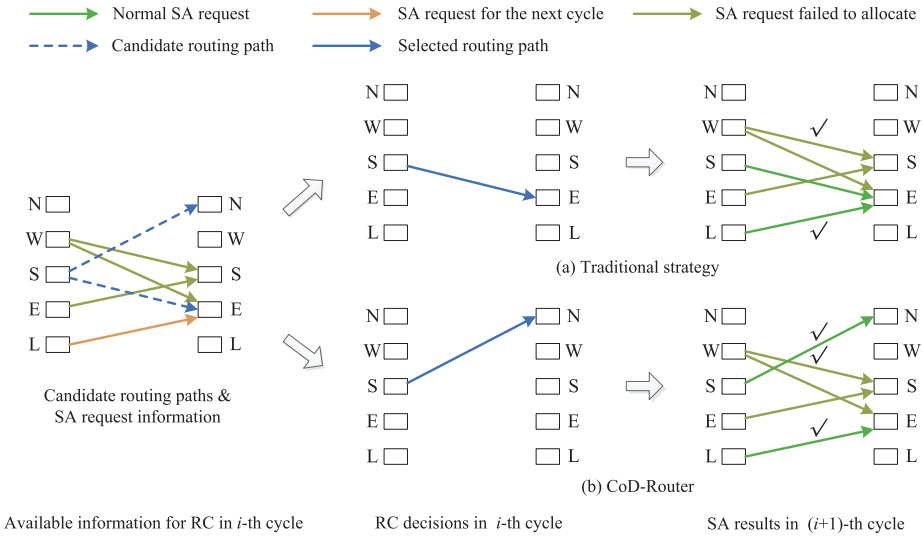 Normal SA request
SA request for the next cycle
SA request failed to allocate
Candidate routing path
Selected routing path
N N
W W
S S
E E
L L
Candidate routing paths &
SA request information
N N
W W
S S
E E
L L
N N
W √ W
S S
E E
L √ L
(a) Traditional strategy
N N
W W
S S
E E
L L
N √ N
W √ W
S S
E √ E
L L
(b) CoD-Router
Available information for RC in i-th cycle
RC decisions in i-th cycle
SA results in (i+1)-th cycle